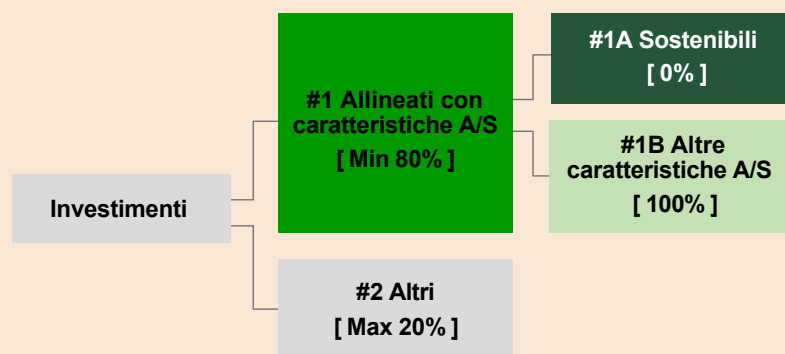 Investimenti
#1 Allineati con
caratteristiche A/S
[ Min 80% ]
#1A Sostenibili
[ 0% ]
#1B Altre
caratteristiche A/S
[ 100% ]
#2 Altri
[ Max 20% ]